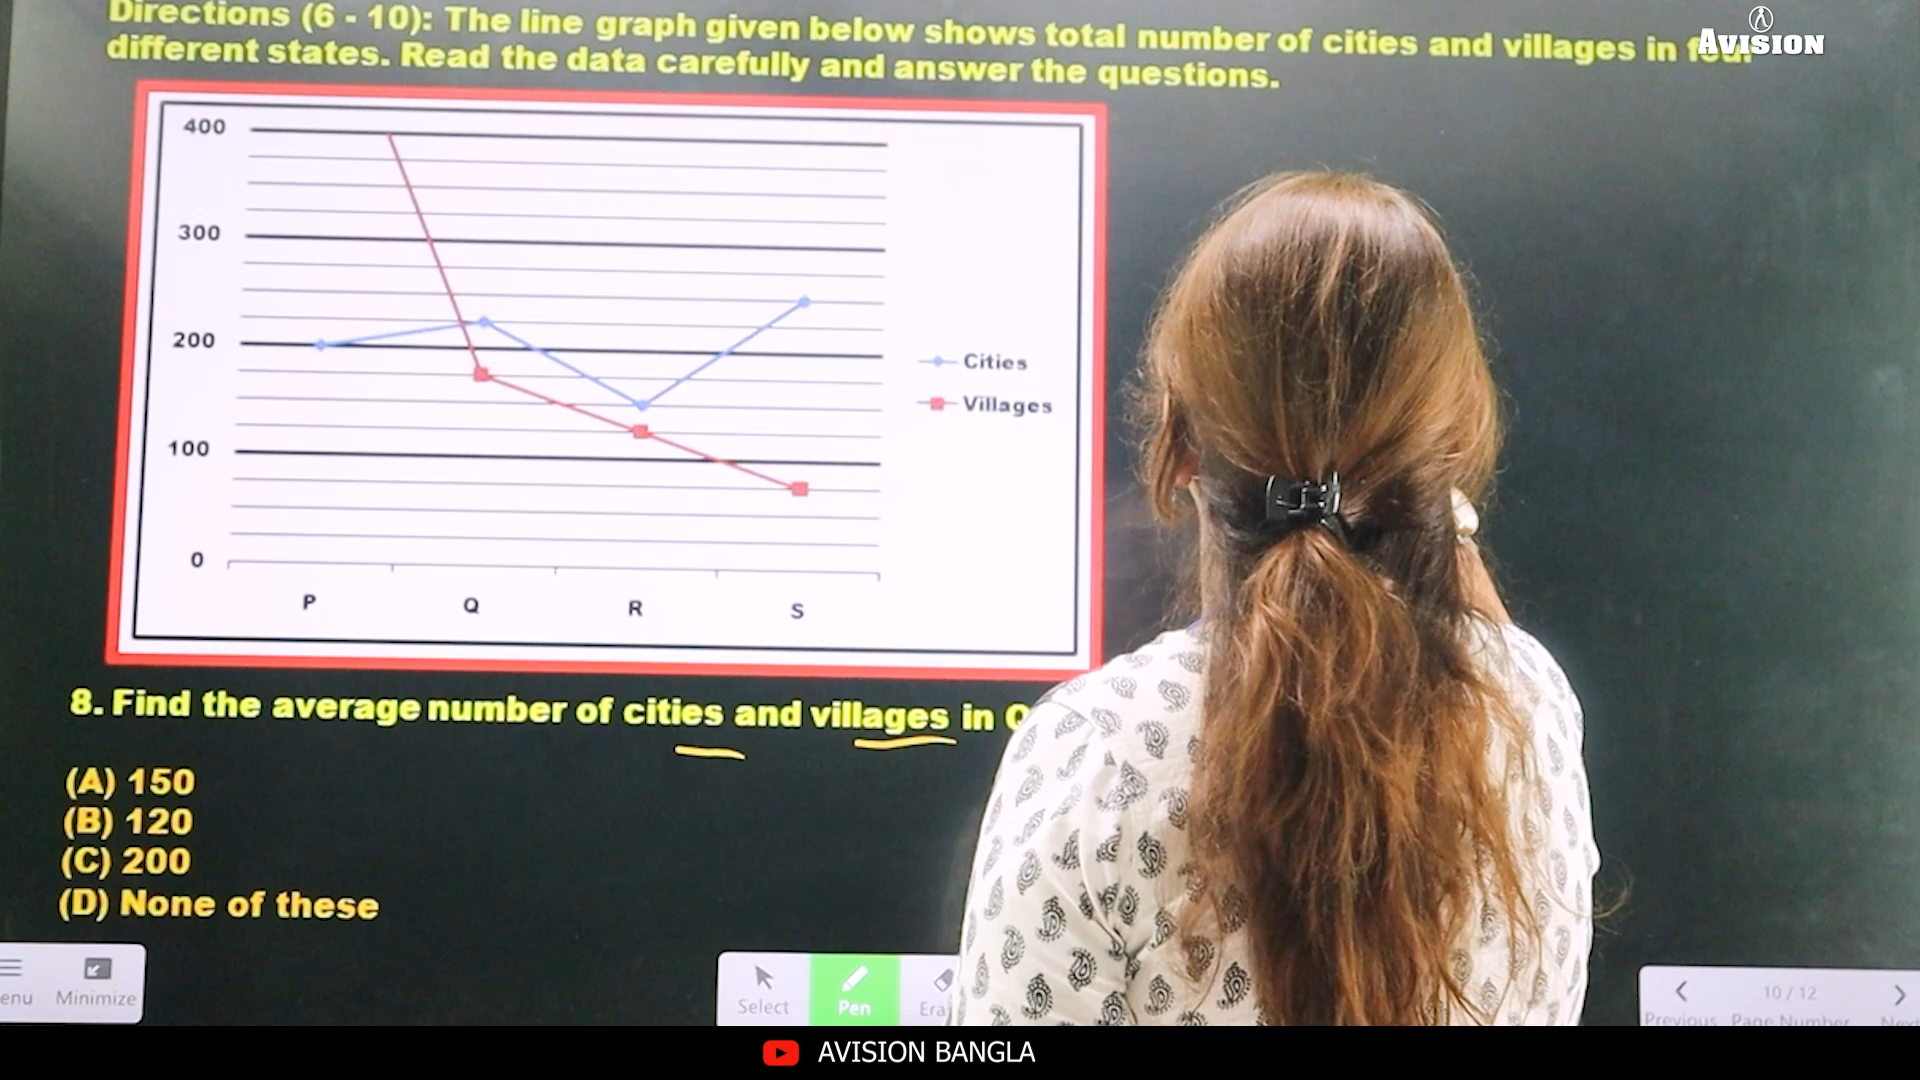 Directions (6 - 10): The line graph given below shows total number of cities and villages in
AVISION
different states. Read the data carefully and answer the questions.
400
300
200
100
0
P Q R S
Cities
Villages
8. Find the average number of cities and villages in
(A) 150
(B) 120
(C) 200
(D) None of these
Minimize
Select
Pen
10 / 12
Previous Page Number
AVISION BANGLA